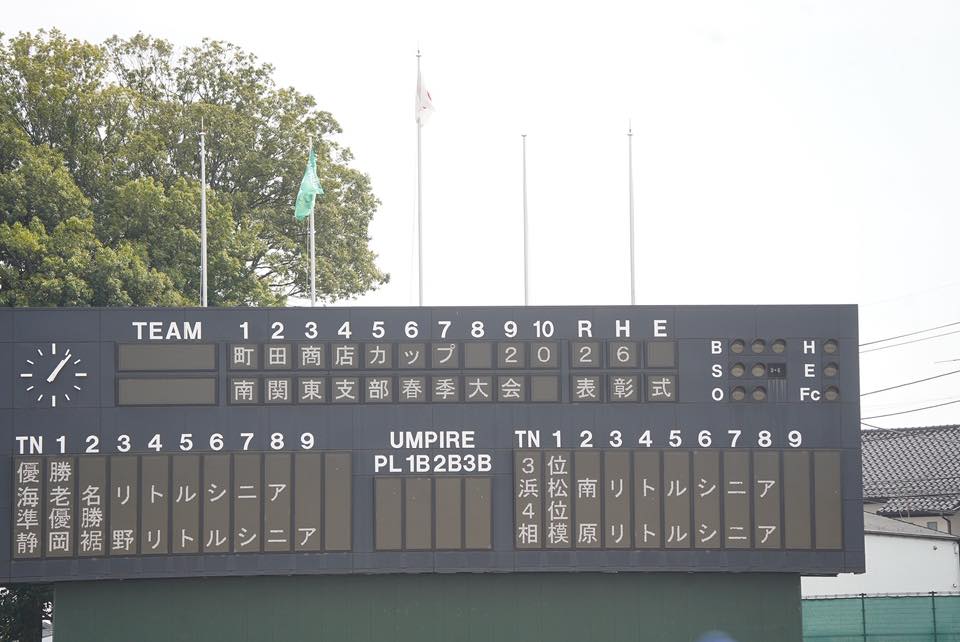 TEAM 1 2 3 4 5 6 7 8 9 10 R H E
町田商店カップ 2026
南関東支部春季大会 表彰式
B H
S E
O Fc
TN 1 2 3 4 5 6 7 8 9
優勝
海老名リトルシニア
準優勝
静岡裾野リトルシニア
UMPIRE
PL 1B 2B 3B
TN 1 2 3 4 5 6 7 8 9
3位
浜松南リトルシニア
4位
相模原リトルシニア